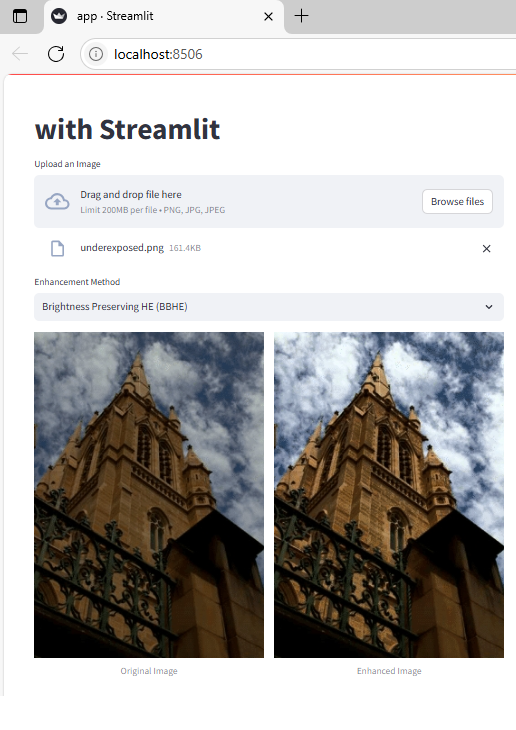 app · Streamlit
localhost:8506
with Streamlit
Upload an Image
Drag and drop file here
Limit 200MB per file • PNG, JPG, JPEG
Browse files
underexposed.png 161.4KB
Enhancement Method
Brightness Preserving HE (BBHE)
Original Image
Enhanced Image